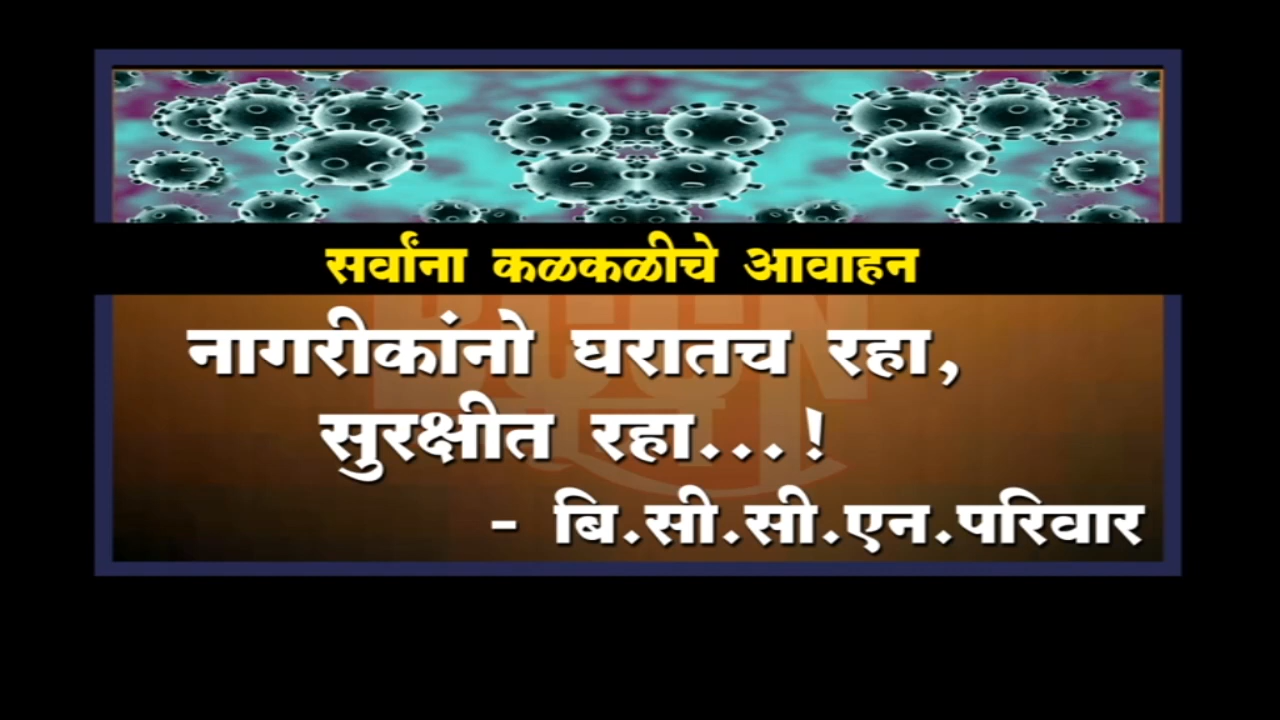 सर्वांना कळकळीचे आवाहन
नागरीकांनो घरातच रहा,
सुरक्षीत रहा...!
- बि.सी.सी.एन.परिवार